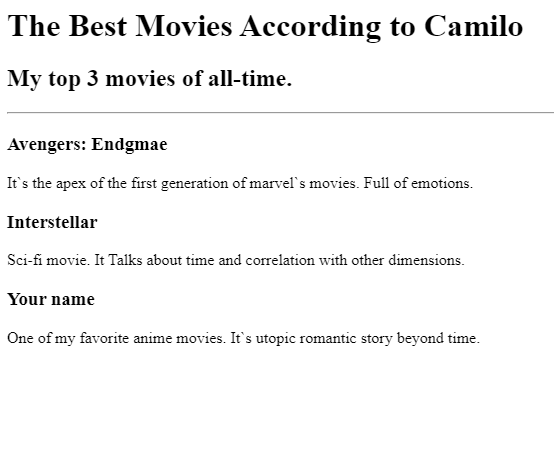 The Best Movies According to Camilo
My top 3 movies of all-time.
Avengers: Endgmae
It`s the apex of the first generation of marvel`s movies. Full of emotions.
Interstellar
Sci-fi movie. It Talks about time and correlation with other dimensions.
Your name
One of my favorite anime movies. It`s utopic romantic story beyond time.